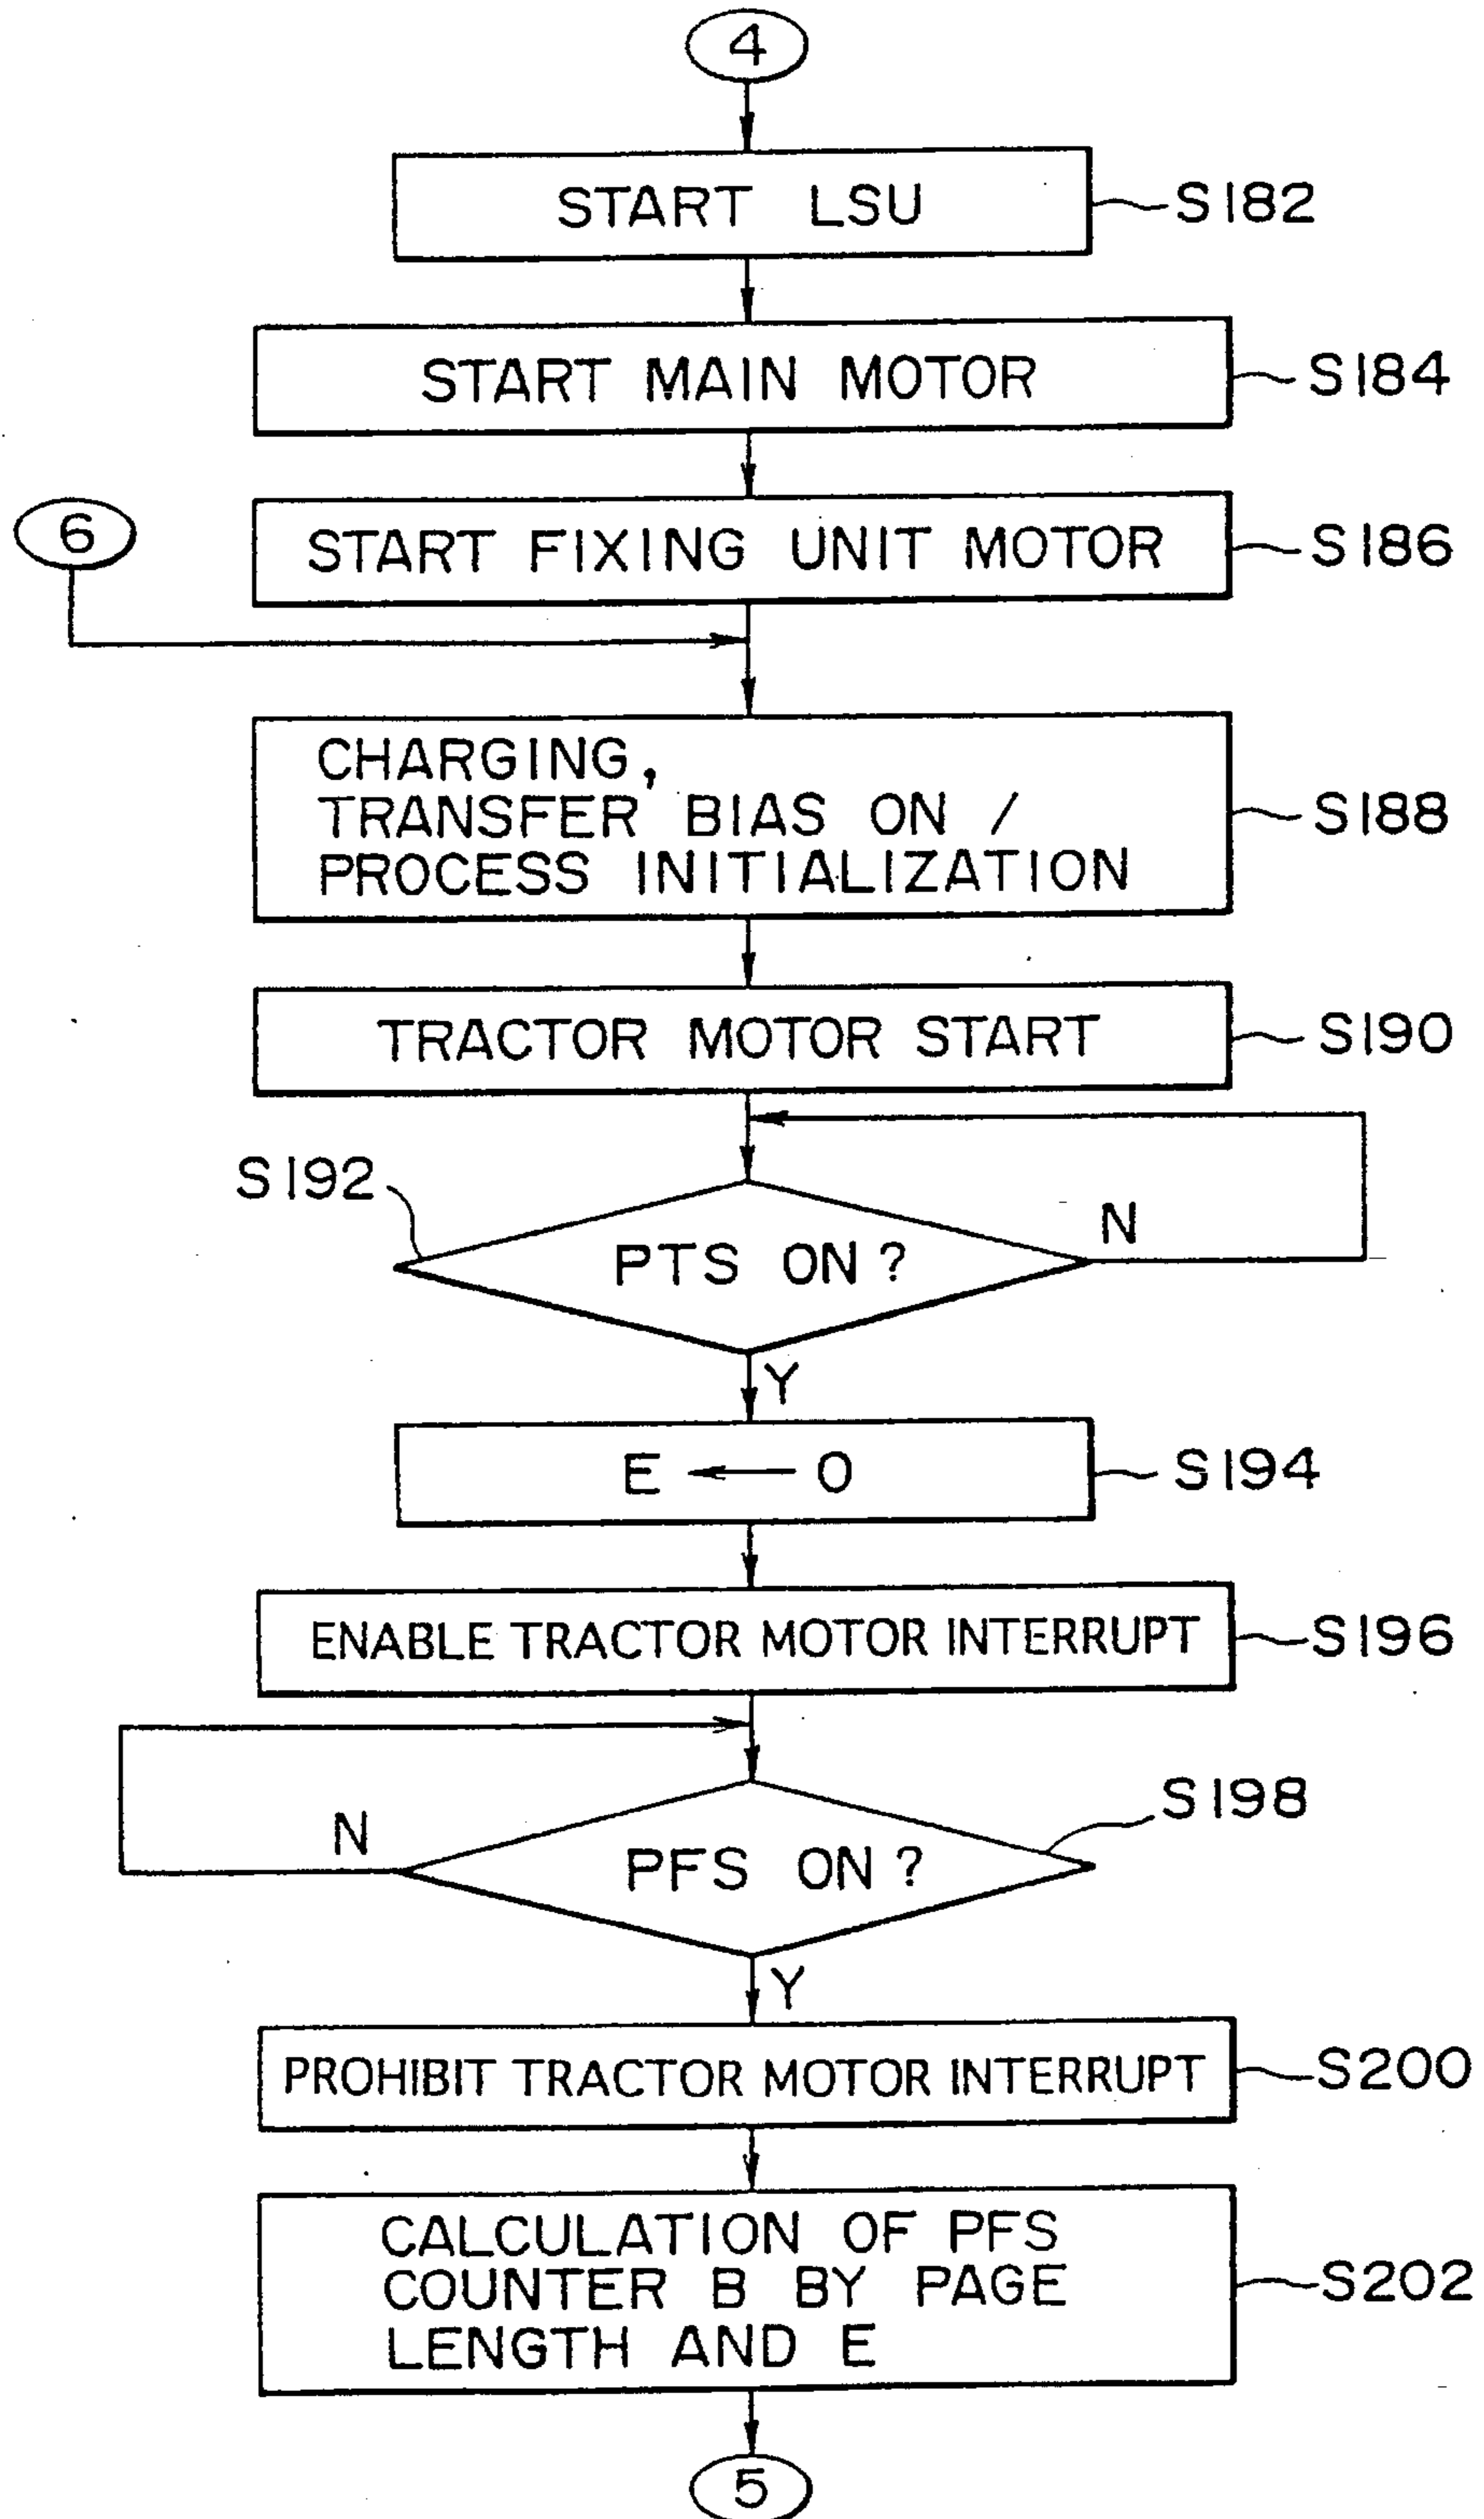 4
START LSU S182
START MAIN MOTOR S184
6
START FIXING UNIT MOTOR S186
CHARGING,
TRANSFER BIAS ON /
PROCESS INITIALIZATION
S188
TRACTOR MOTOR START S190
S192
PTS ON?
N
Y
E ← 0
S194
ENABLE TRACTOR MOTOR INTERRUPT S196
S198
N
PFS ON?
Y
PROHIBIT TRACTOR MOTOR INTERRUPT S200
CALCULATION OF PFS
COUNTER B BY PAGE
LENGTH AND E
S202
5